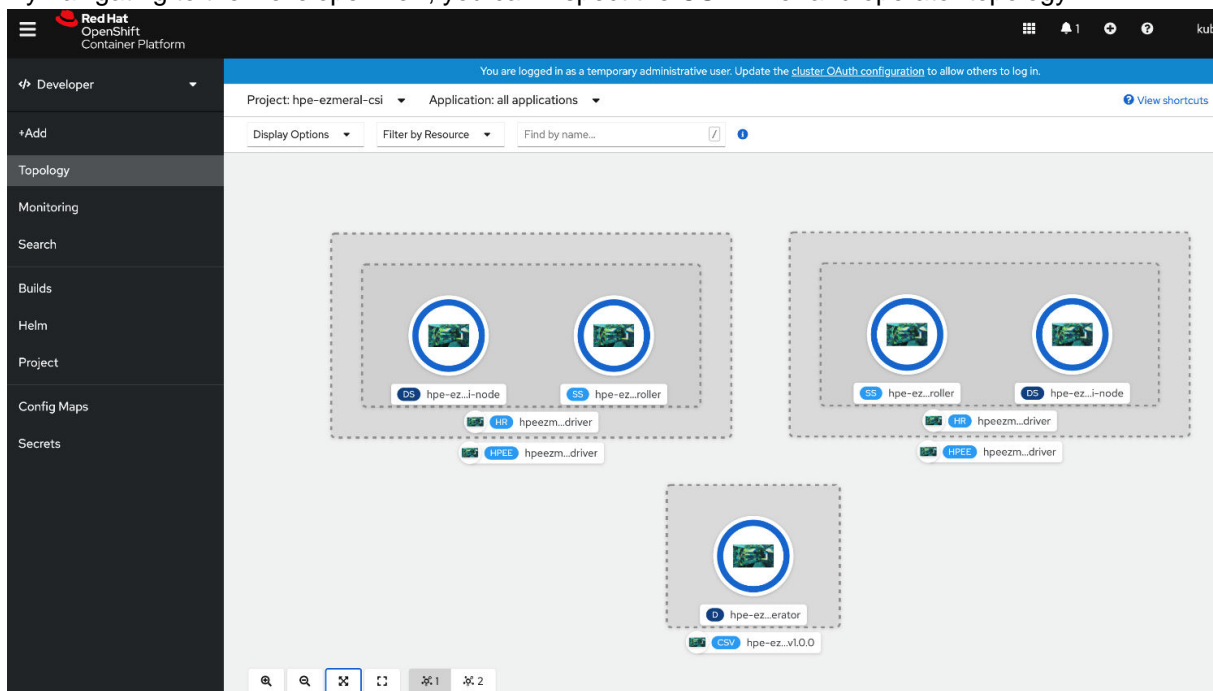 Red Hat
OpenShift
Container Platform
1
kub
Developer
You are logged in as a temporary administrative user. Update the cluster OAuth configuration to allow others to log in.
Project: hpe-ezmeral-csi
Application: all applications
View shortcuts
+Add
Display Options
Filter by Resource
Find by name...
/
Topology
Monitoring
Search
Builds
Helm
Project
Config Maps
Secrets
DS hpe-ez...i-node
SS hpe-ez...roller
HR hpeezm...driver
HPEE hpeezm...driver
SS hpe-ez...roller
DS hpe-ez...i-node
HR hpeezm...driver
HPEE hpeezm...driver
D hpe-ez...erator
CSV hpe-ez...v1.0.0
1
2